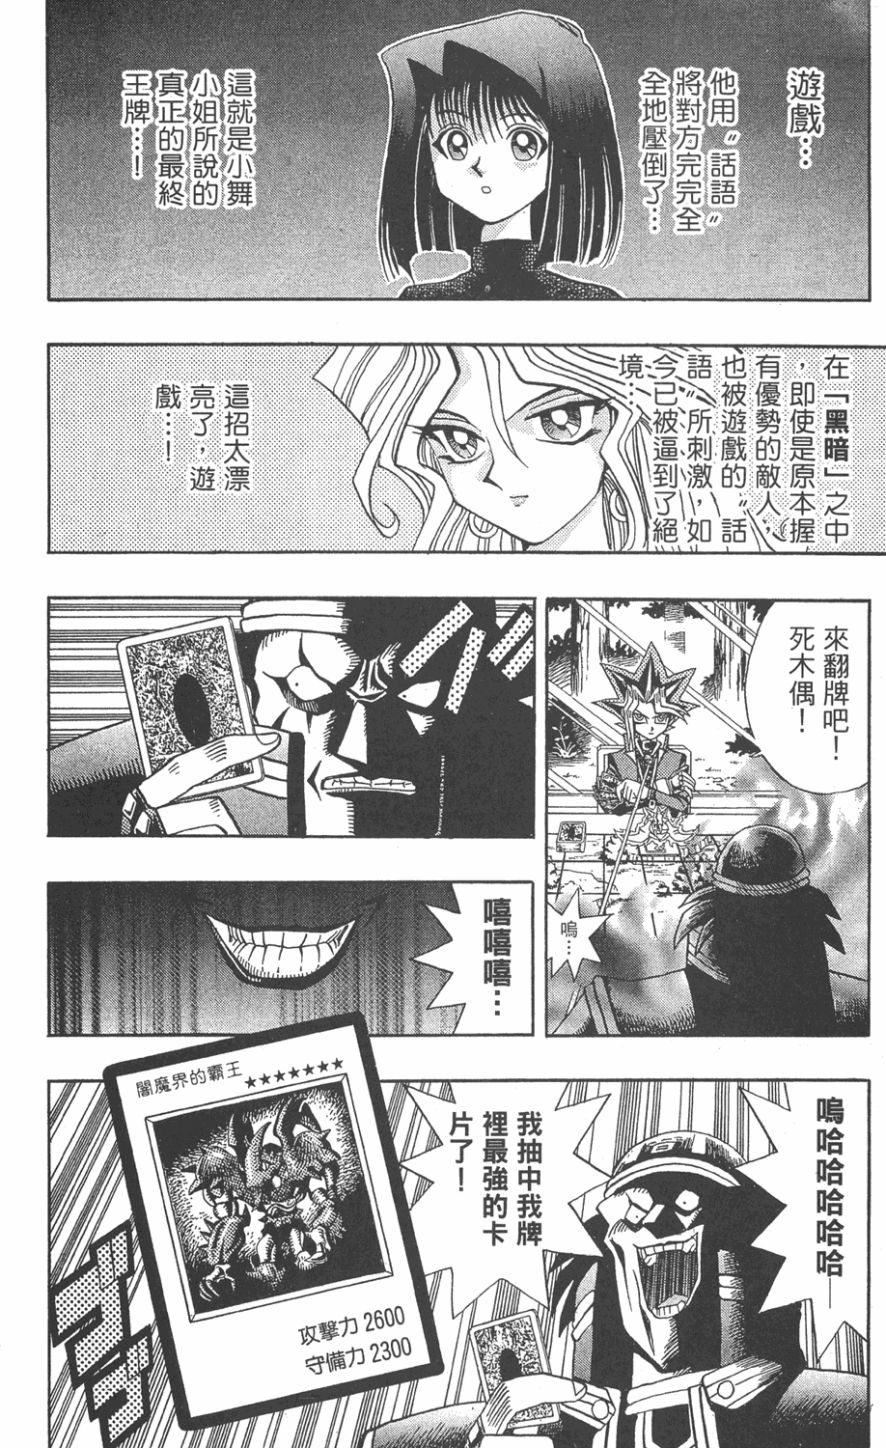 遊戲…
他用〝話語〞
將對方完完全
全地壓倒了…
這就是小舞
小姐所說的
真正的最終
王牌…！
在「黑暗」之中
，即使是原本握
有優勢的敵人，
也被遊戲的〝話
語〞所刺激，如
今已被逼到了絕
境…
這招太漂
亮了，遊
戲…！
來翻牌吧！
死木偶！
嗚…
嘻嘻嘻…
嗚哈哈哈哈哈—
我抽中我牌
裡最強的卡
片了！
闇魔界的霸王
★★★★★★★
攻擊力 2600
守備力 2300
ゴゴゴ